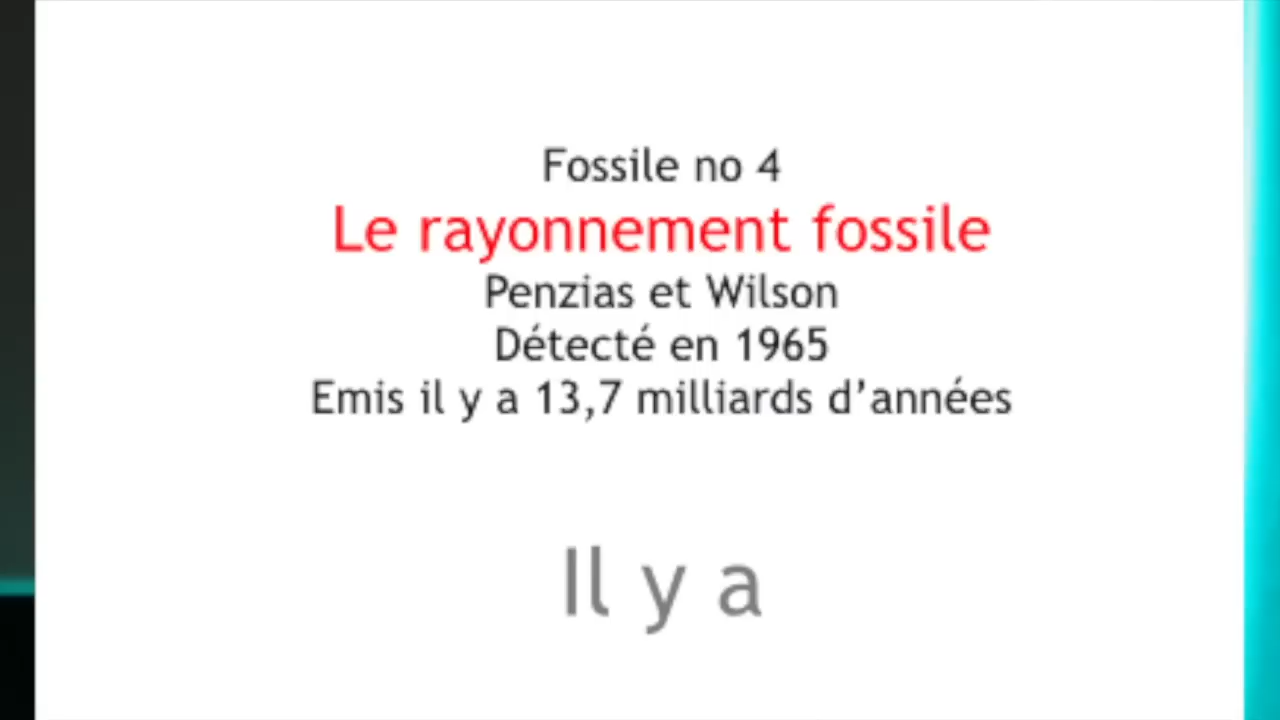 Fossile no 4
Le rayonnement fossile
Penzias et Wilson
Détecté en 1965
Emis il y a 13,7 milliards d’années
Il y a